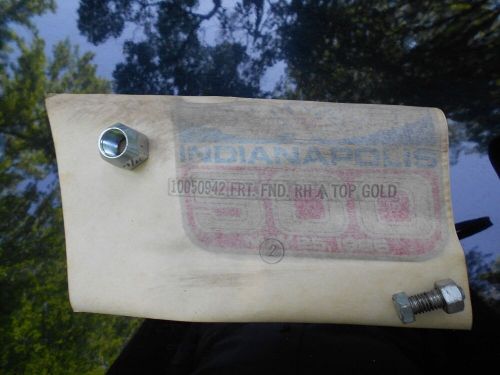 INDIANAPOLIS
10050942 FRT. FND. RH TOP GOLD
2